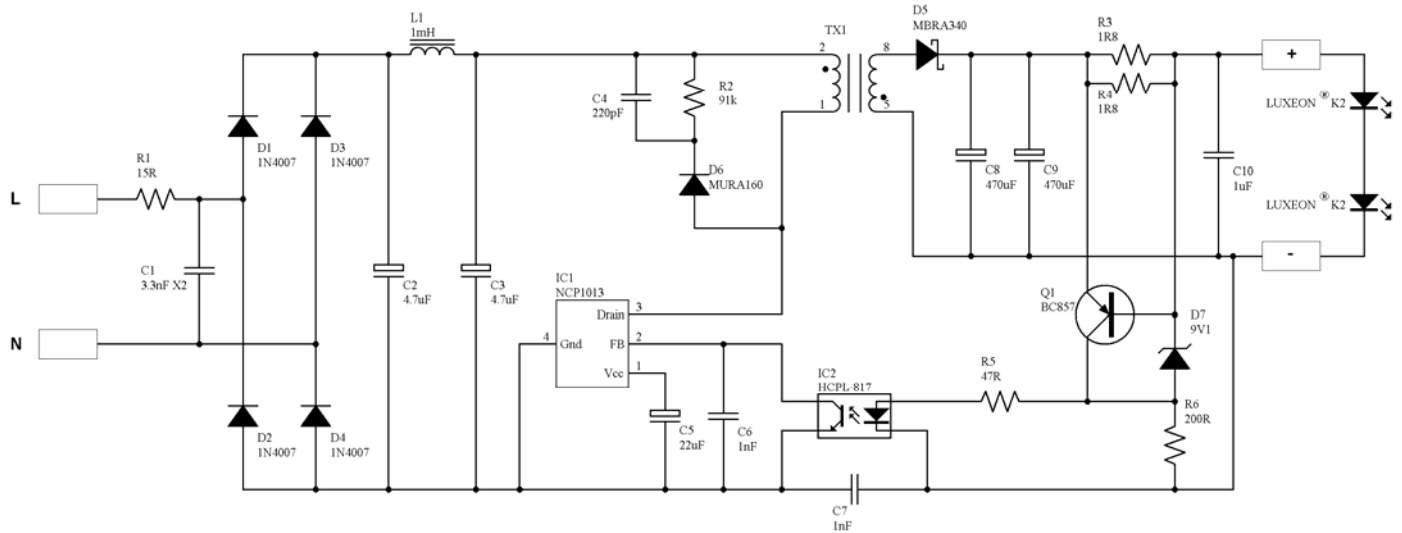 L1
1mH
TX1
D5
MBRA340
R3
1R8
R4
1R8
2
1
8
5
+
LUXEON ® K2
LUXEON ® K2
-
C4
220pF
R2
91k
D6
MURA160
D1
1N4007
D3
1N4007
R1
15R
L
N
C1
3.3nF X2
C2
4.7uF
C3
4.7uF
C8
470uF
C9
470uF
C10
1uF
IC1
NCP1013
Drain
3
4
Gnd
FB
2
Vcc
1
Q1
BC857
D7
9V1
IC2
HCPL-817
R5
47R
R6
200R
D2
1N4007
D4
1N4007
C5
22uF
C6
1nF
C7
1nF